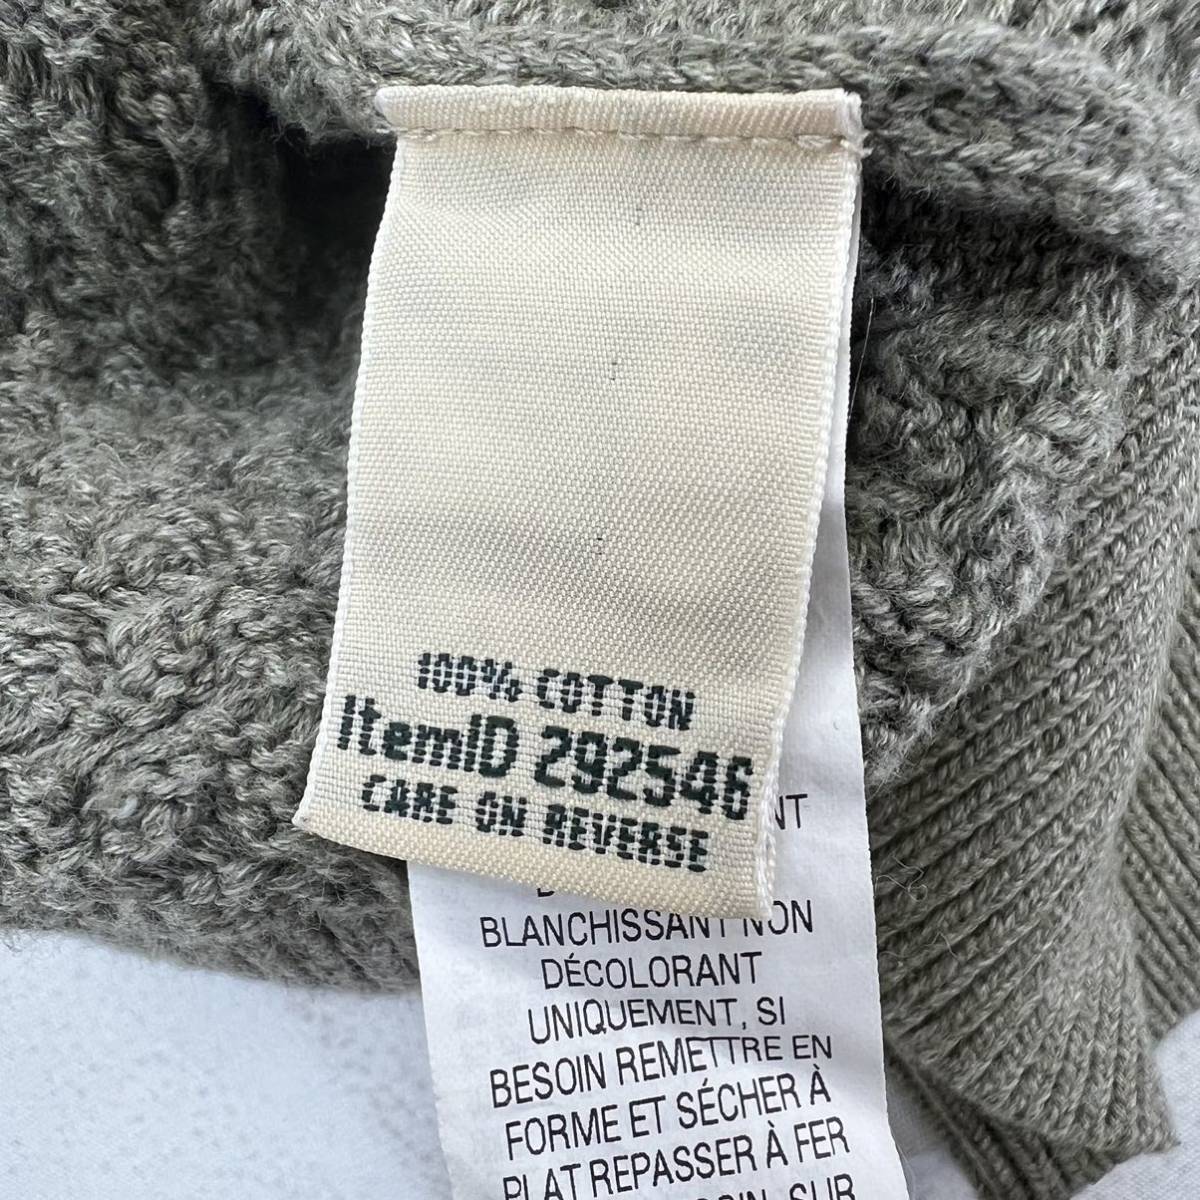 100% COTTON
ItemID 292546
CARE ON REVERSE
BLANCHISSANT NON
DÉCOLORANT
UNIQUEMENT, SI
BESOIN REMETTRE EN
FORME ET SÉCHER À
PLAT REPASSER À FER
SUR